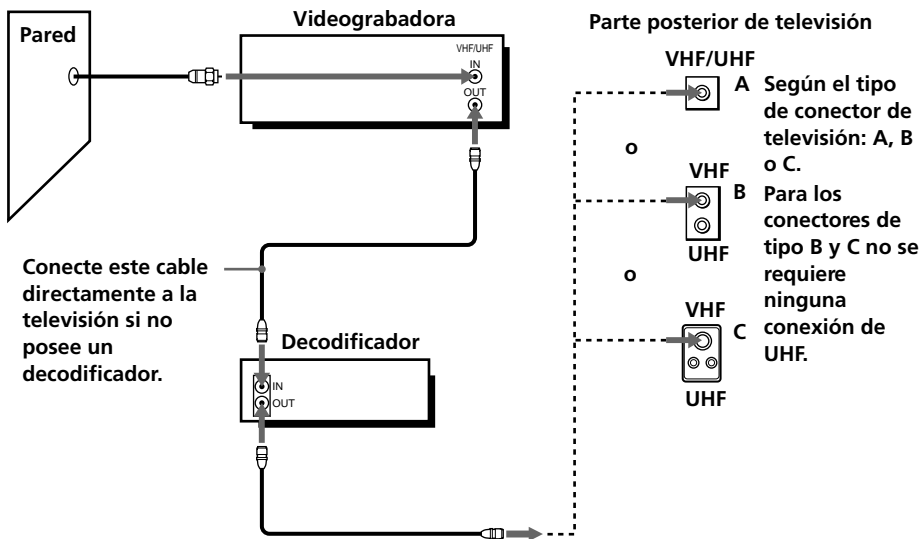 Pared
Videograbadora
VHF/UHF
IN
OUT
Conecte este cable
directamente a la
televisión si no
posee un
decodificador.
Decodificador
IN
OUT
Parte posterior de televisión
VHF/UHF
A
o
VHF
B
UHF
o
VHF
C
UHF
Según el tipo
de conector de
televisión: A, B
o C.
Para los
conectores de
tipo B y C no se
requiere
ninguna
conexión de
UHF.